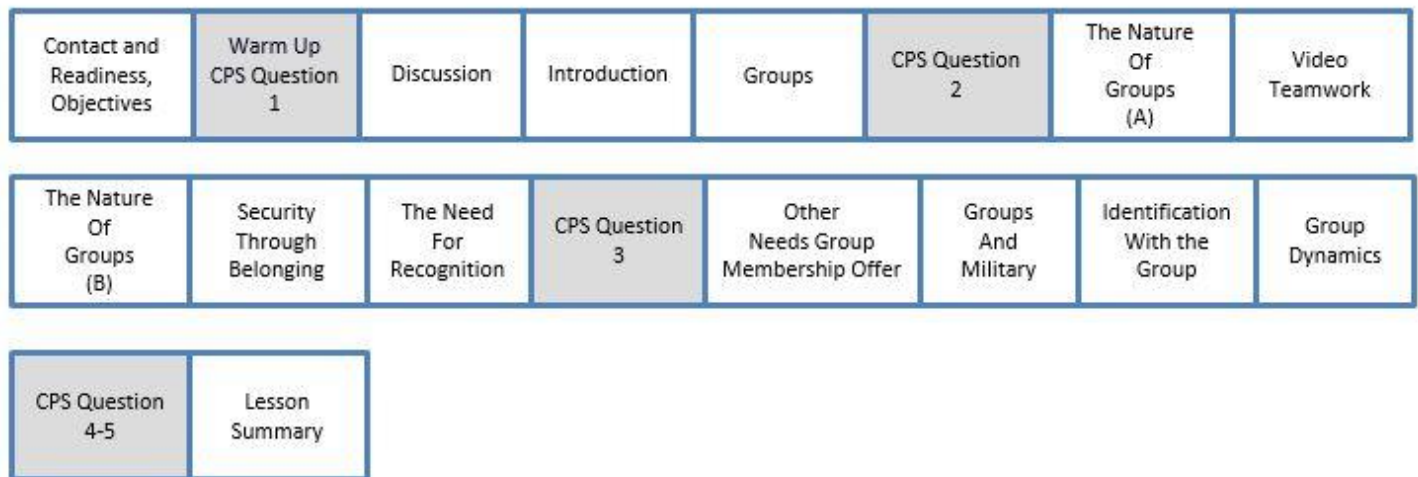 Contact and
Readiness,
Objectives
Warm Up
CPS Question
1
Discussion
Introduction
Groups
CPS Question
2
The Nature
Of
Groups
(A)
Video
Teamwork
The Nature
Of
Groups
(B)
Security
Through
Belonging
The Need
For
Recognition
CPS Question
3
Other
Needs Group
Membership Offer
Groups
And
Military
Identification
With the
Group
Group
Dynamics
CPS Question
4-5
Lesson
Summary